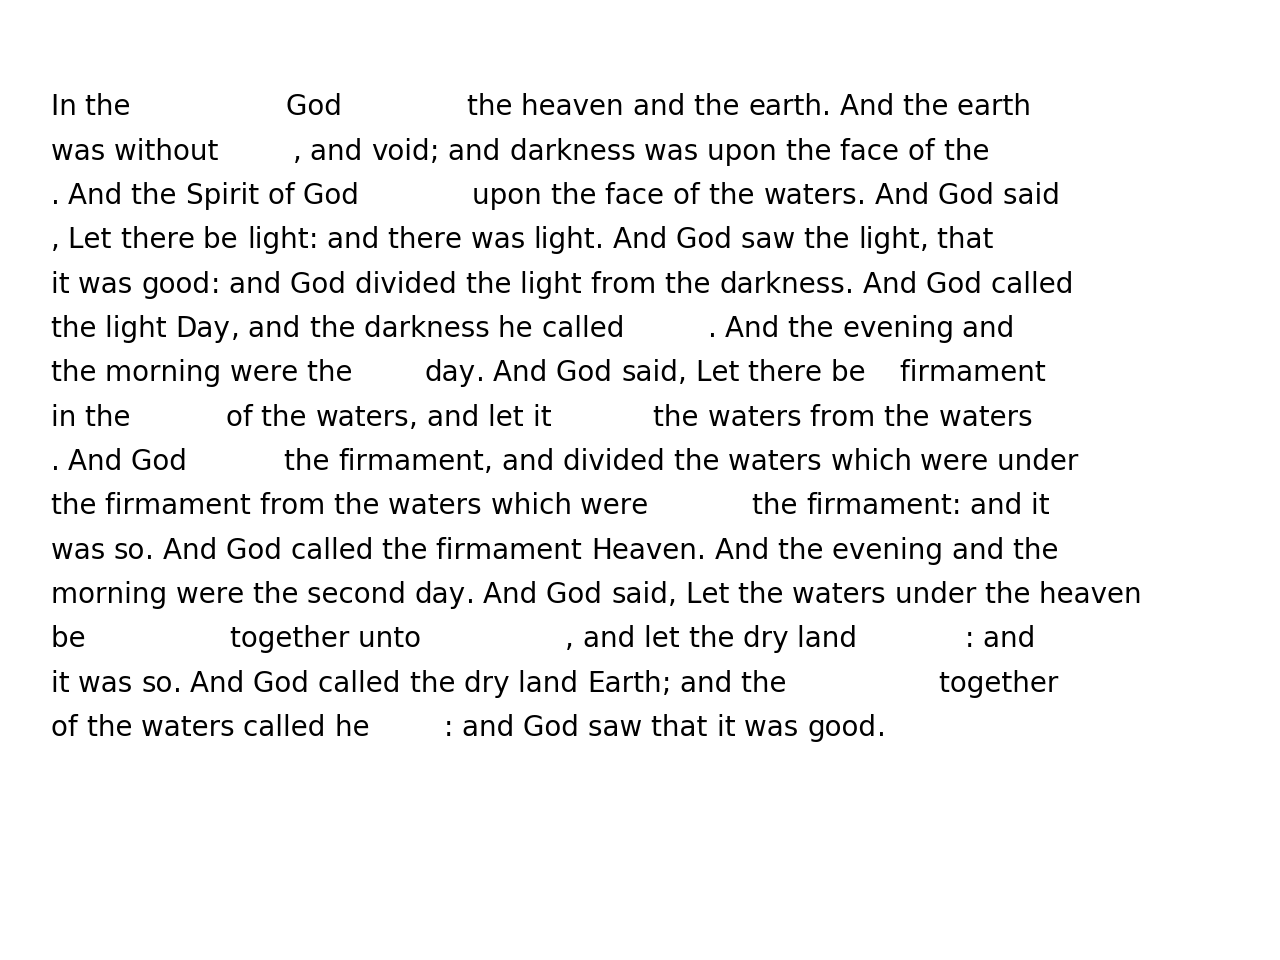 In the God the heaven and the earth. And the earth
was without , and void; and darkness was upon the face of the
. And the Spirit of God upon the face of the waters. And God said
, Let there be light: and there was light. And God saw the light, that
it was good: and God divided the light from the darkness. And God called
the light Day, and the darkness he called . And the evening and
the morning were the day. And God said, Let there be firmament
in the of the waters, and let it the waters from the waters
. And God the firmament, and divided the waters which were under
the firmament from the waters which were the firmament: and it
was so. And God called the firmament Heaven. And the evening and the
morning were the second day. And God said, Let the waters under the heaven
be together unto , and let the dry land : and
it was so. And God called the dry land Earth; and the together
of the waters called he : and God saw that it was good.